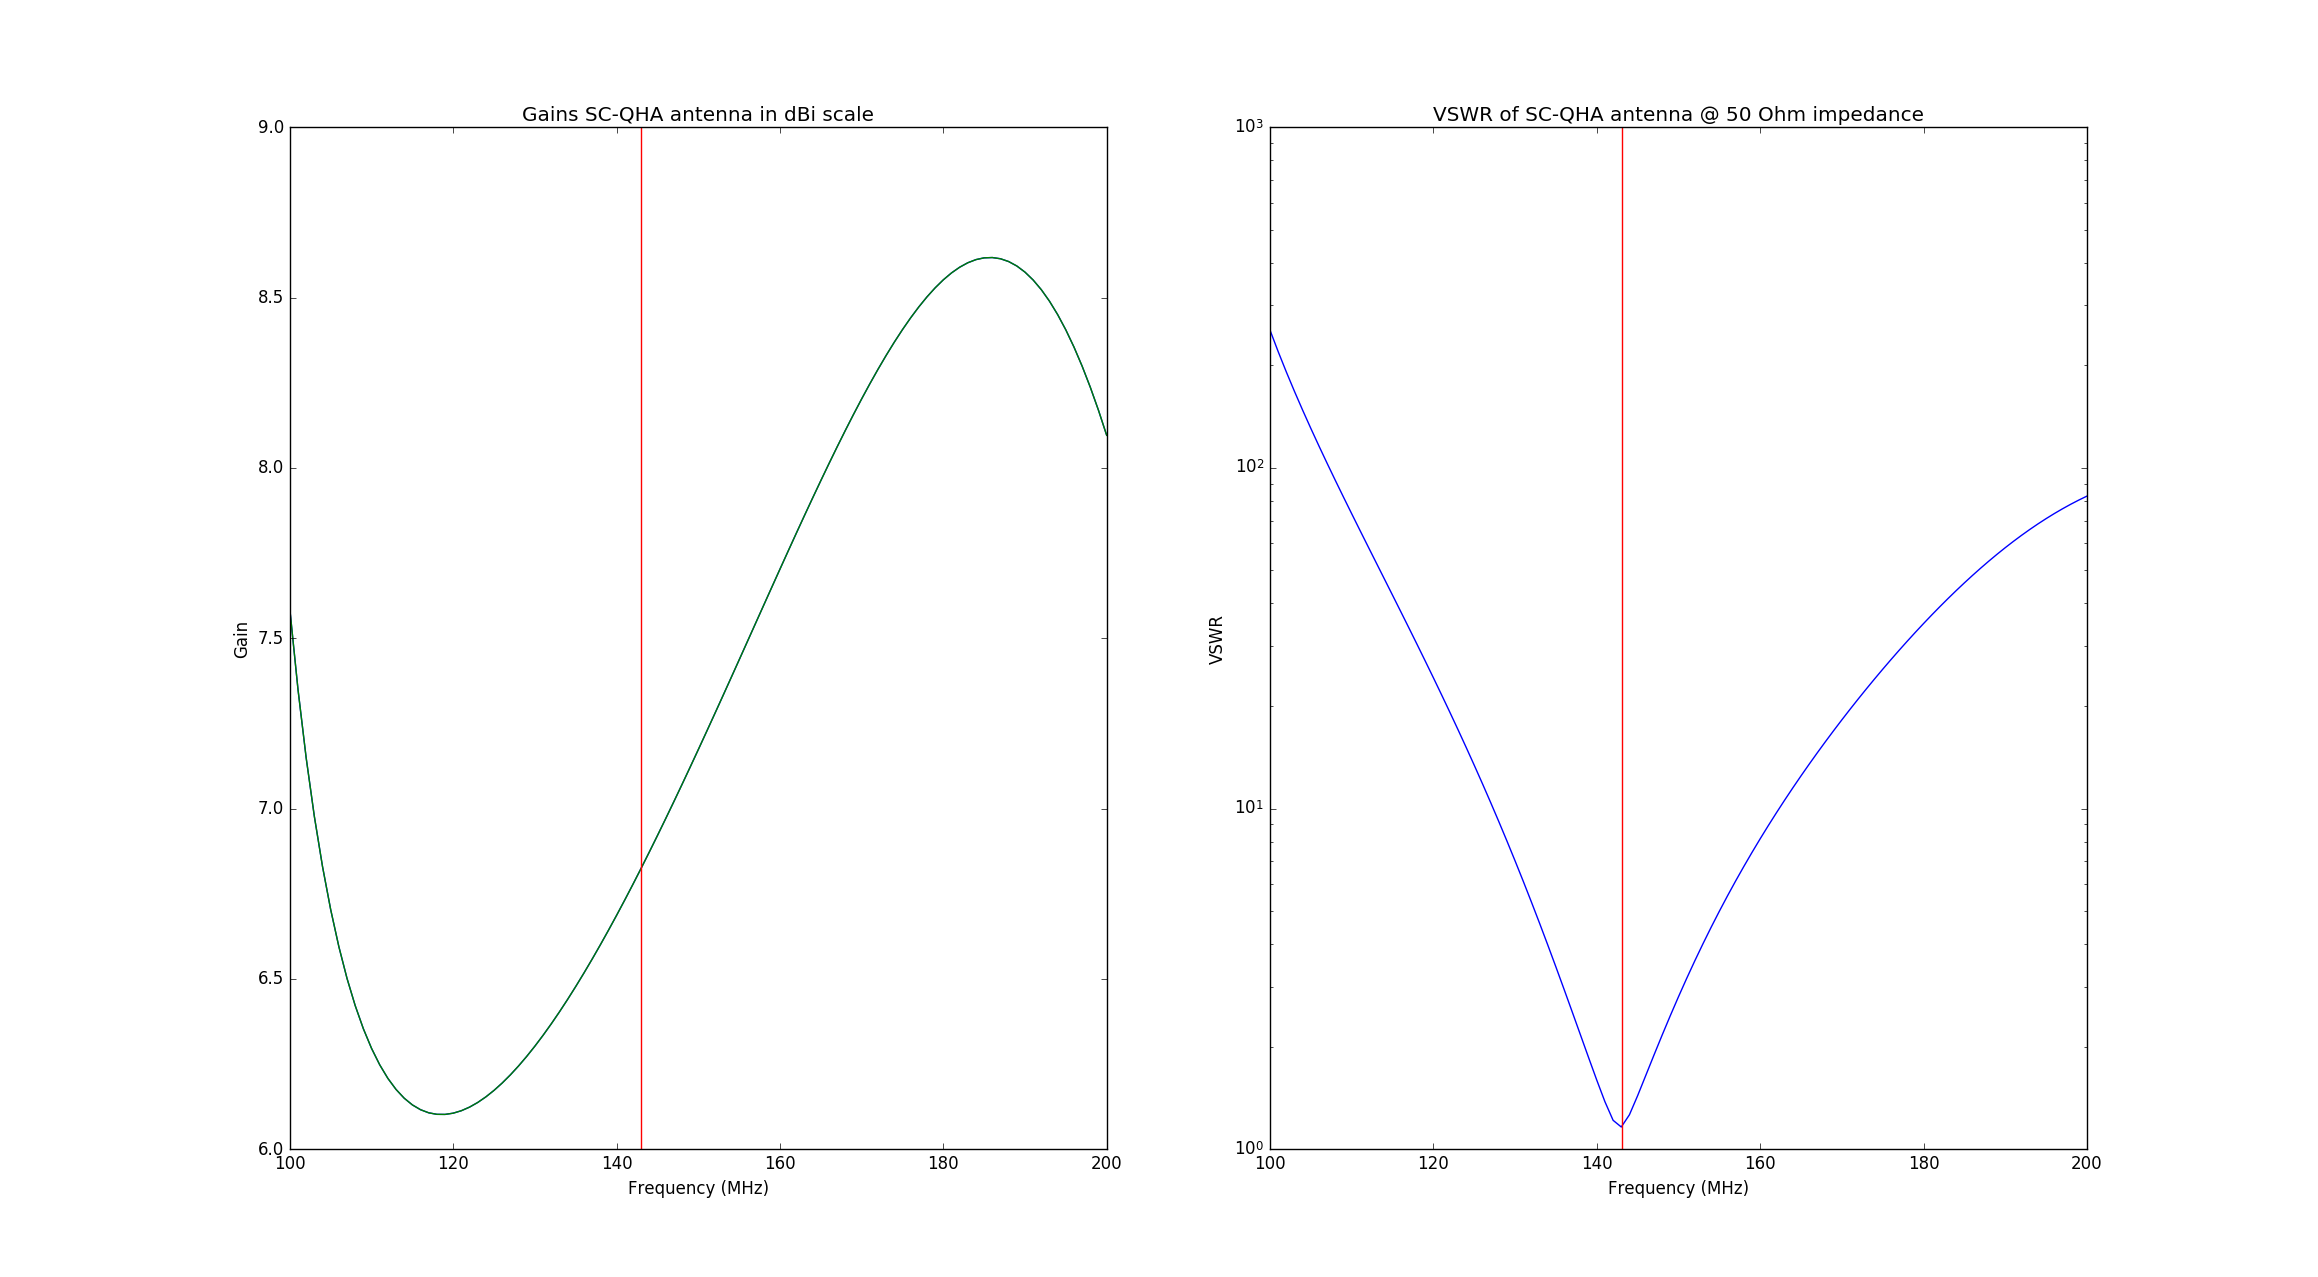 Gains SC-QHA antenna in dBi scale
9.0
8.5
8.0
7.5
7.0
6.5
6.0
Gain
100 120 140 160 180 200
Frequency (MHz)
VSWR of SC-QHA antenna @ 50 Ohm impedance
10³
10²
10¹
10⁰
VSWR
100 120 140 160 180 200
Frequency (MHz)